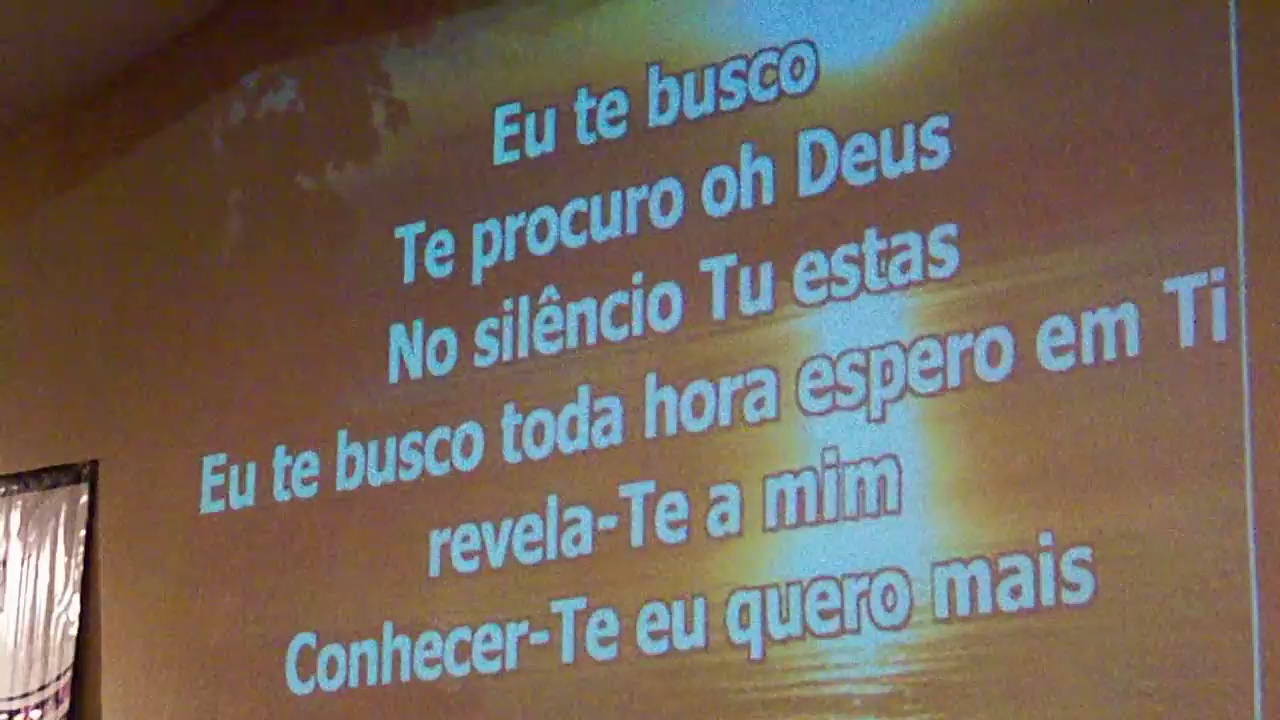 Eu te busco
Te procuro oh Deus
No silêncio Tu estas
Eu te busco toda hora espero em Ti
revela-Te a mim
Conhecer-Te eu quero mais